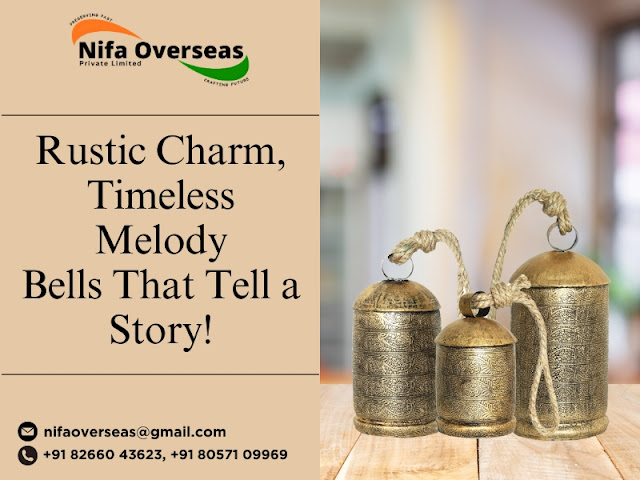 PRESERVING PAST
Nifa Overseas
Private Limited
CRAFTING FUTURE
Rustic Charm,
Timeless
Melody
Bells That Tell a
Story!
nifaoverseas@gmail.com
+91 82660 43623, +91 80571 09969